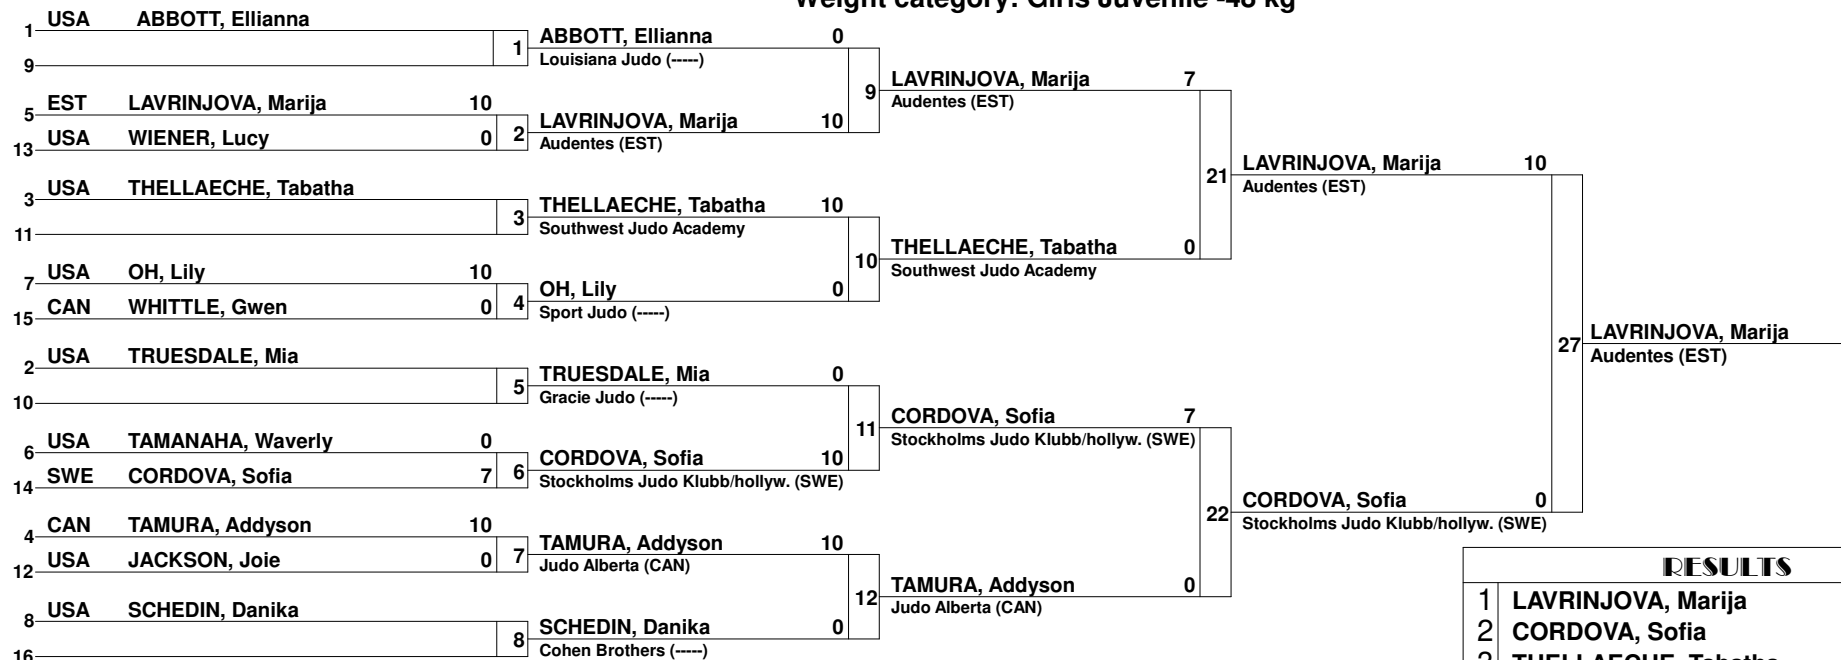 Weight category: Girls Juvenile -48 kg
1 USA ABBOTT, Ellianna
9
1
5 EST LAVRINJOVA, Marija 10
13 USA WIENER, Lucy 0
2
3 USA THELLAECHE, Tabatha
11
3
7 USA OH, Lily 10
15 CAN WHITTLE, Gwen 0
4
2 USA TRUESDALE, Mia
10
5
6 USA TAMANAHA, Waverly 0
14 SWE CORDOVA, Sofia 7
6
4 CAN TAMURA, Addyson 10
12 USA JACKSON, Joie 0
7
8 USA SCHEDIN, Danika
16
8
ABBOTT, Ellianna 0
Louisiana Judo (-----)
LAVRINJOVA, Marija 10
Audentes (EST)
9
THELLAECHE, Tabatha 10
Southwest Judo Academy
OH, Lily 0
Sport Judo (-----)
10
TRUESDALE, Mia 0
Gracie Judo (-----)
CORDOVA, Sofia 10
Stockholms Judo Klubb/hollyw. (SWE)
11
TAMURA, Addyson 10
Judo Alberta (CAN)
SCHEDIN, Danika 0
Cohen Brothers (-----)
12
LAVRINJOVA, Marija 7
Audentes (EST)
THELLAECHE, Tabatha 0
Southwest Judo Academy
21
CORDOVA, Sofia 7
Stockholms Judo Klubb/hollyw. (SWE)
TAMURA, Addyson 0
Judo Alberta (CAN)
22
LAVRINJOVA, Marija 10
Audentes (EST)
CORDOVA, Sofia 0
Stockholms Judo Klubb/hollyw. (SWE)
27
LAVRINJOVA, Marija
Audentes (EST)
RESULTS
1 LAVRINJOVA, Marija
2 CORDOVA, Sofia
3 THELLAECHE, Tabatha